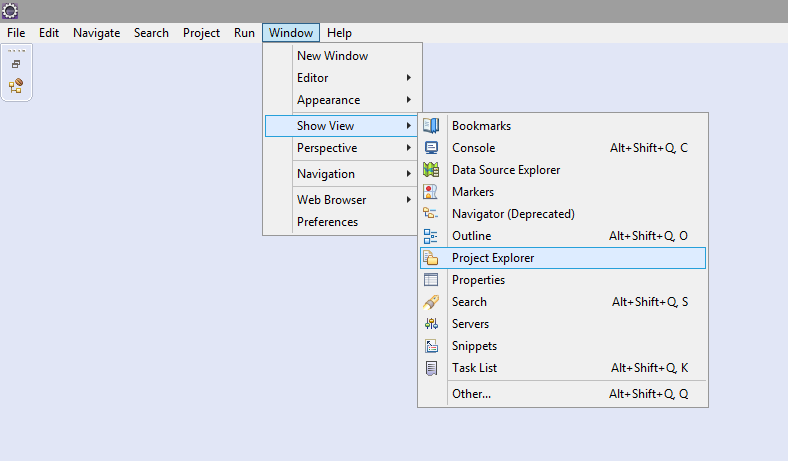 File Edit Navigate Search Project Run Window Help
New Window
Editor
Appearance
Show View
Perspective
Navigation
Web Browser
Preferences
Bookmarks
Console Alt+Shift+Q, C
Data Source Explorer
Markers
Navigator (Deprecated)
Outline Alt+Shift+Q, O
Project Explorer
Properties
Search Alt+Shift+Q, S
Servers
Snippets
Task List Alt+Shift+Q, K
Other... Alt+Shift+Q, Q